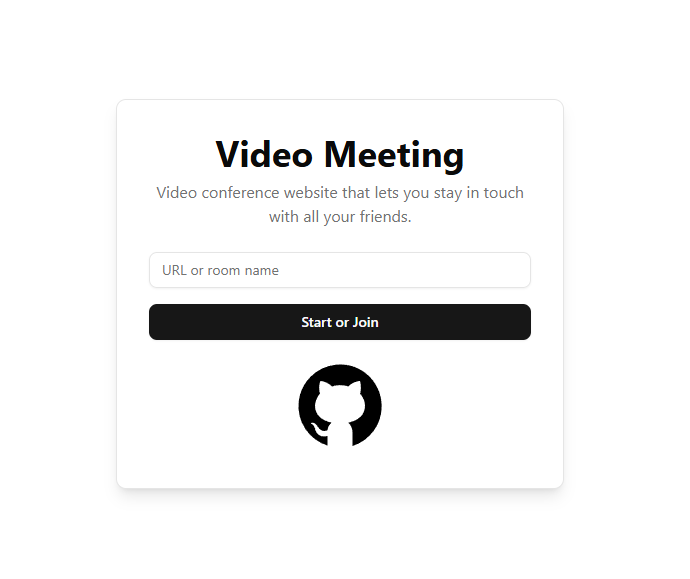 Video Meeting
Video conference website that lets you stay in touch
with all your friends.
URL or room name
Start or Join